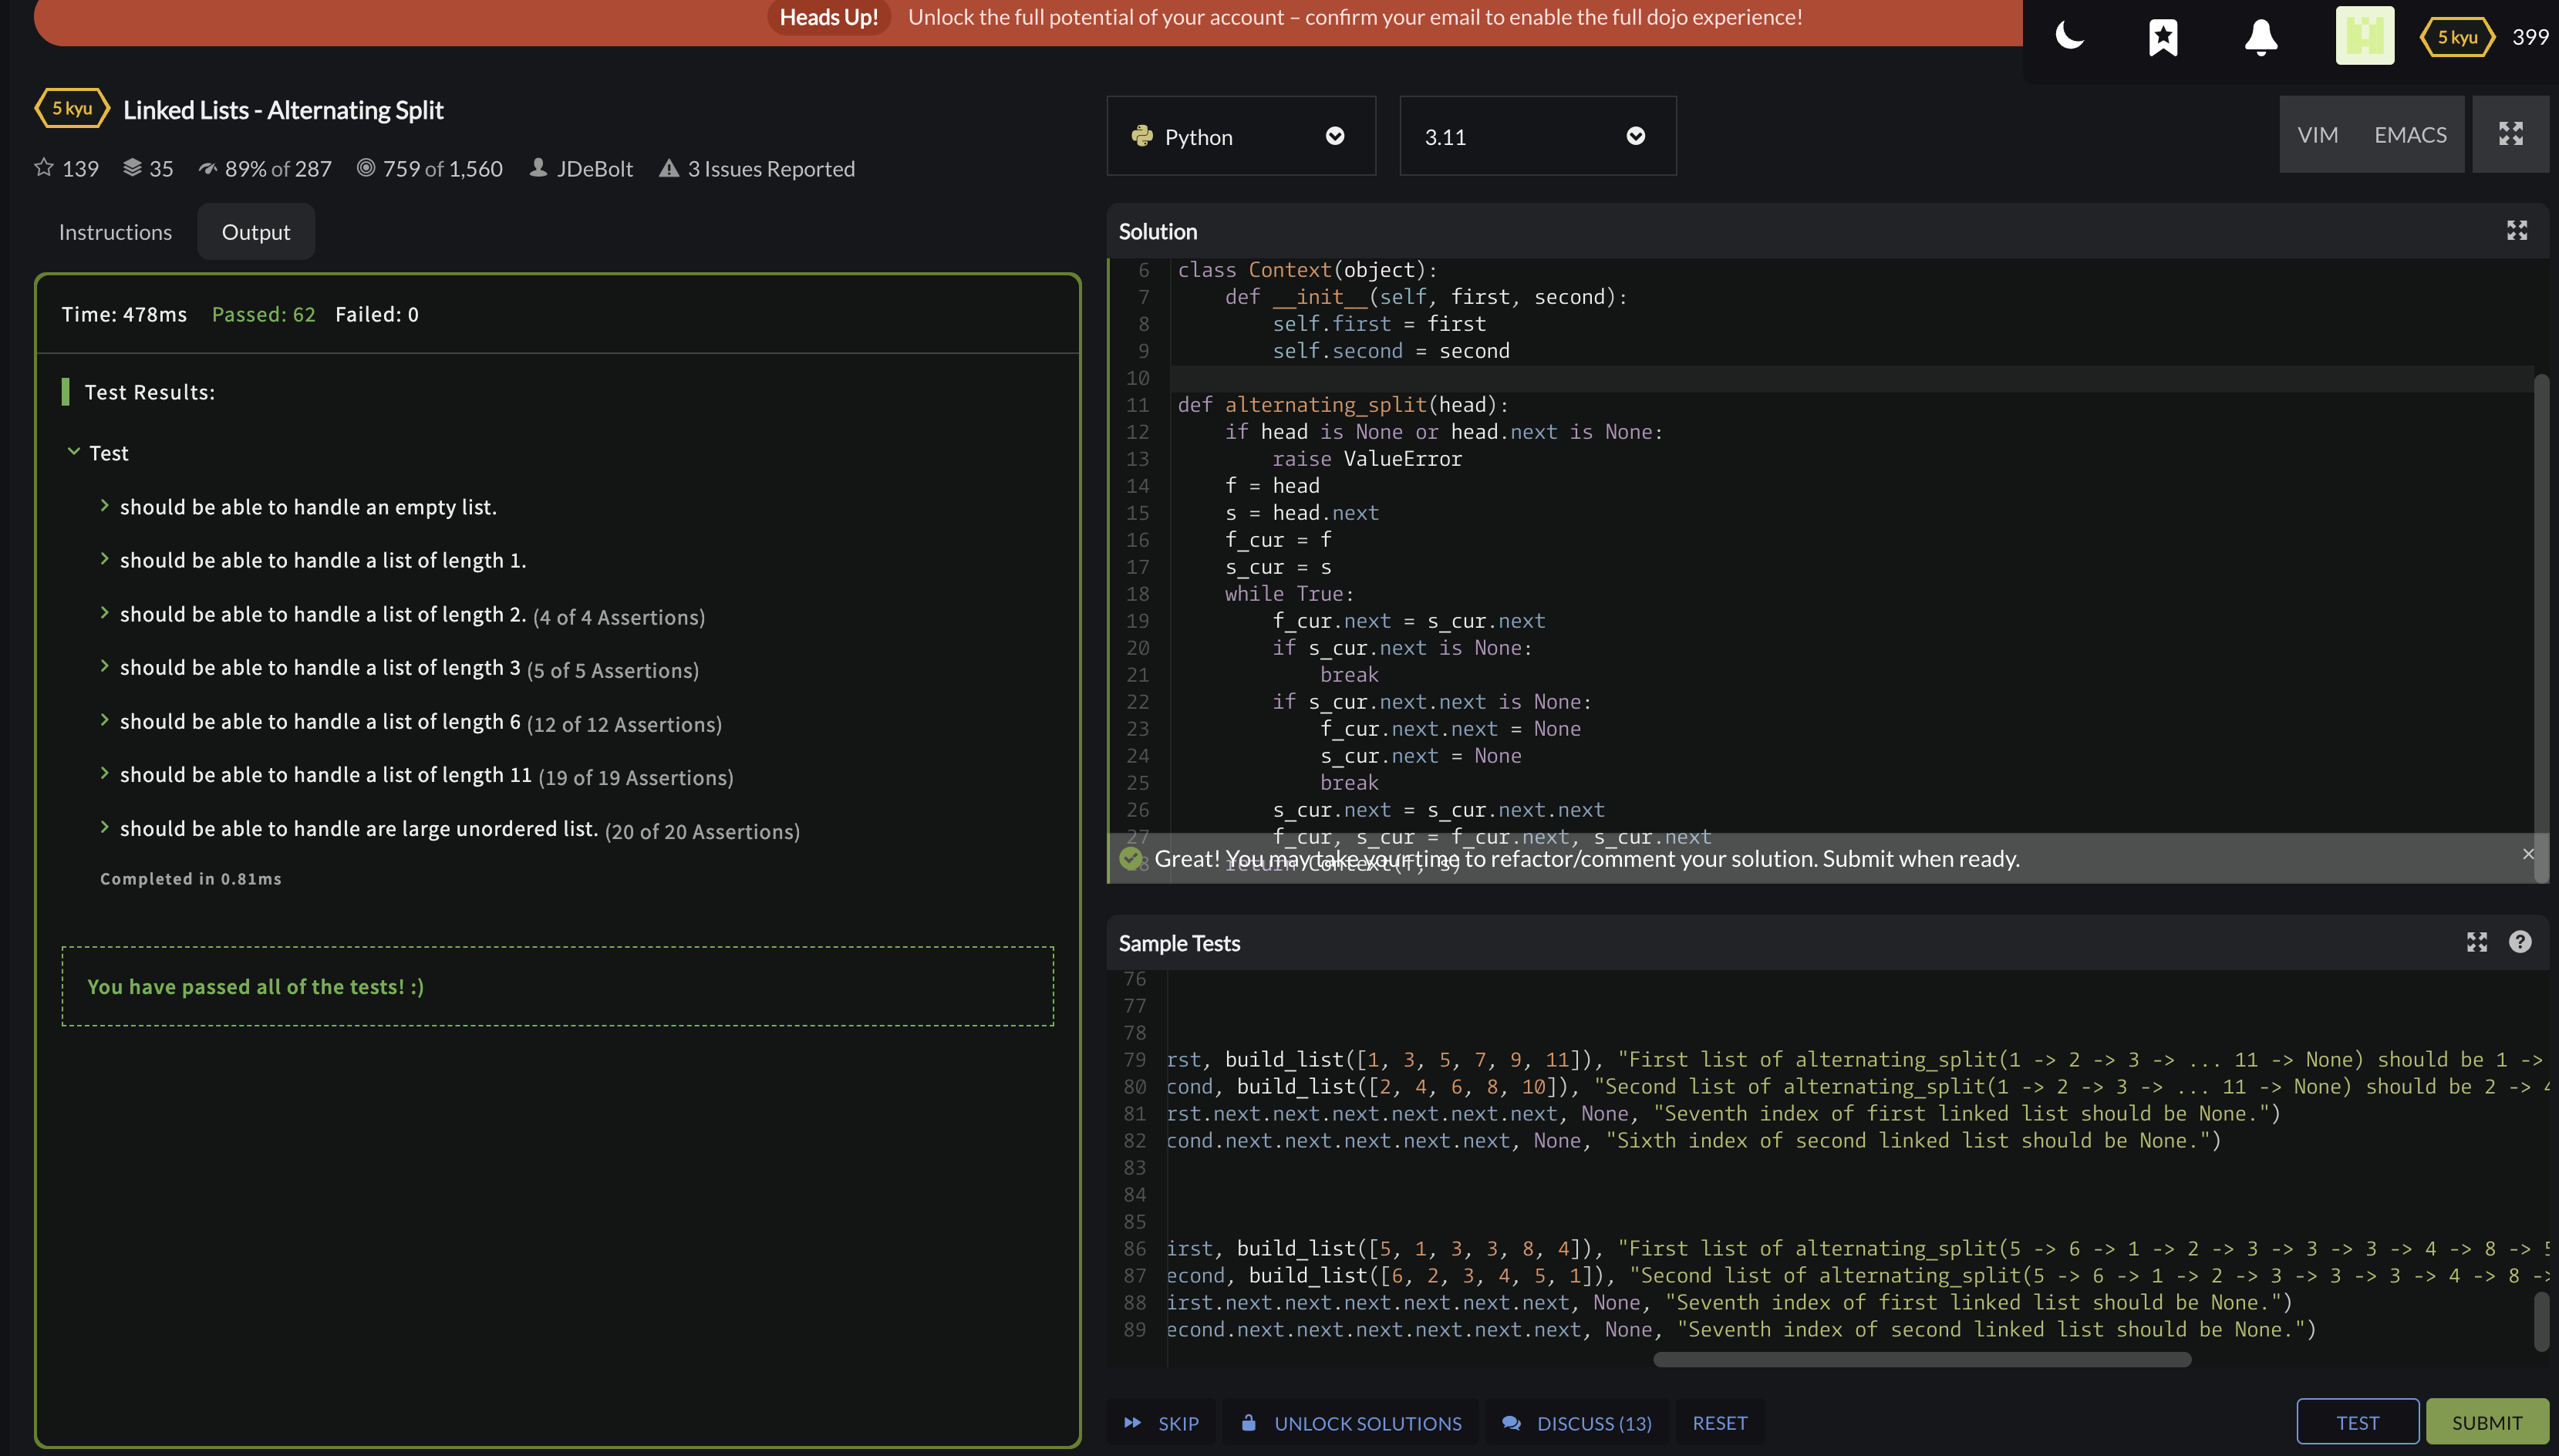 Heads Up! Unlock the full potential of your account – confirm your email to enable the full dojo experience!
5 kyu 399
5 kyu Linked Lists - Alternating Split
139 35 89% of 287 759 of 1,560 JDeBolt 3 Issues Reported
Instructions Output
Time: 478ms Passed: 62 Failed: 0
Test Results:
Test
should be able to handle an empty list.
should be able to handle a list of length 1.
should be able to handle a list of length 2. (4 of 4 Assertions)
should be able to handle a list of length 3 (5 of 5 Assertions)
should be able to handle a list of length 6 (12 of 12 Assertions)
should be able to handle a list of length 11 (19 of 19 Assertions)
should be able to handle are large unordered list. (20 of 20 Assertions)
Completed in 0.81ms
You have passed all of the tests! :)
Python 3.11 VIM EMACS
Solution
6 class Context(object):
7     def __init__(self, first, second):
8         self.first = first
9         self.second = second
10
11 def alternating_split(head):
12     if head is None or head.next is None:
13         raise ValueError
14     f = head
15     s = head.next
16     f_cur = f
17     s_cur = s
18     while True:
19         f_cur.next = s_cur.next
20         if s_cur.next is None:
21             break
22         if s_cur.next.next is None:
23             f_cur.next.next = None
24             s_cur.next = None
25             break
26         s_cur.next = s_cur.next.next
27         f_cur, s_cur = f_cur.next, s_cur.next
28     return Context(f, s)
Great! You may take your time to refactor/comment your solution. Submit when ready.
Sample Tests
76
77
78
79 rst, build_list([1, 3, 5, 7, 9, 11]), "First list of alternating_split(1 -> 2 -> 3 -> ... 11 -> None) should be 1 ->
80 cond, build_list([2, 4, 6, 8, 10]), "Second list of alternating_split(1 -> 2 -> 3 -> ... 11 -> None) should be 2 -> 4
81 rst.next.next.next.next.next.next, None, "Seventh index of first linked list should be None.")
82 cond.next.next.next.next.next, None, "Sixth index of second linked list should be None.")
83
84
85
86 irst, build_list([5, 1, 3, 3, 8, 4]), "First list of alternating_split(5 -> 6 -> 1 -> 2 -> 3 -> 3 -> 3 -> 4 -> 8 -> 5
87 econd, build_list([6, 2, 3, 4, 5, 1]), "Second list of alternating_split(5 -> 6 -> 1 -> 2 -> 3 -> 3 -> 3 -> 4 -> 8 ->
88 irst.next.next.next.next.next.next, None, "Seventh index of first linked list should be None.")
89 econd.next.next.next.next.next.next, None, "Seventh index of second linked list should be None.")
SKIP UNLOCK SOLUTIONS DISCUSS (13) RESET TEST SUBMIT